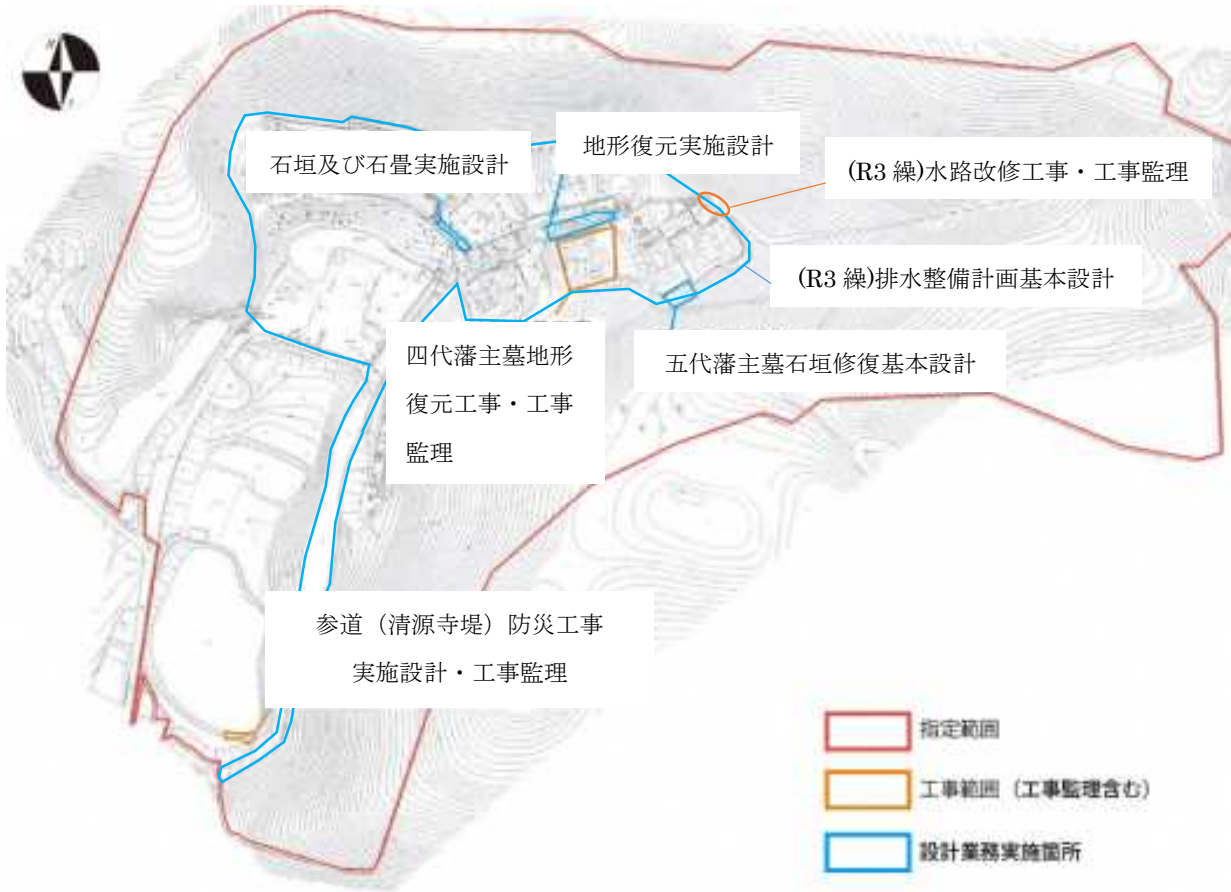 石垣及び石畳実施設計
地形復元実施設計
(R3 繰)水路改修工事・工事監理
(R3 繰)排水整備計画基本設計
四代藩主墓地形
復元工事・工事
監理
五代藩主墓石垣修復基本設計
参道（清源寺堤）防災工事
実施設計・工事監理
指定範囲
工事範囲（工事監理含む）
設計業務実施箇所